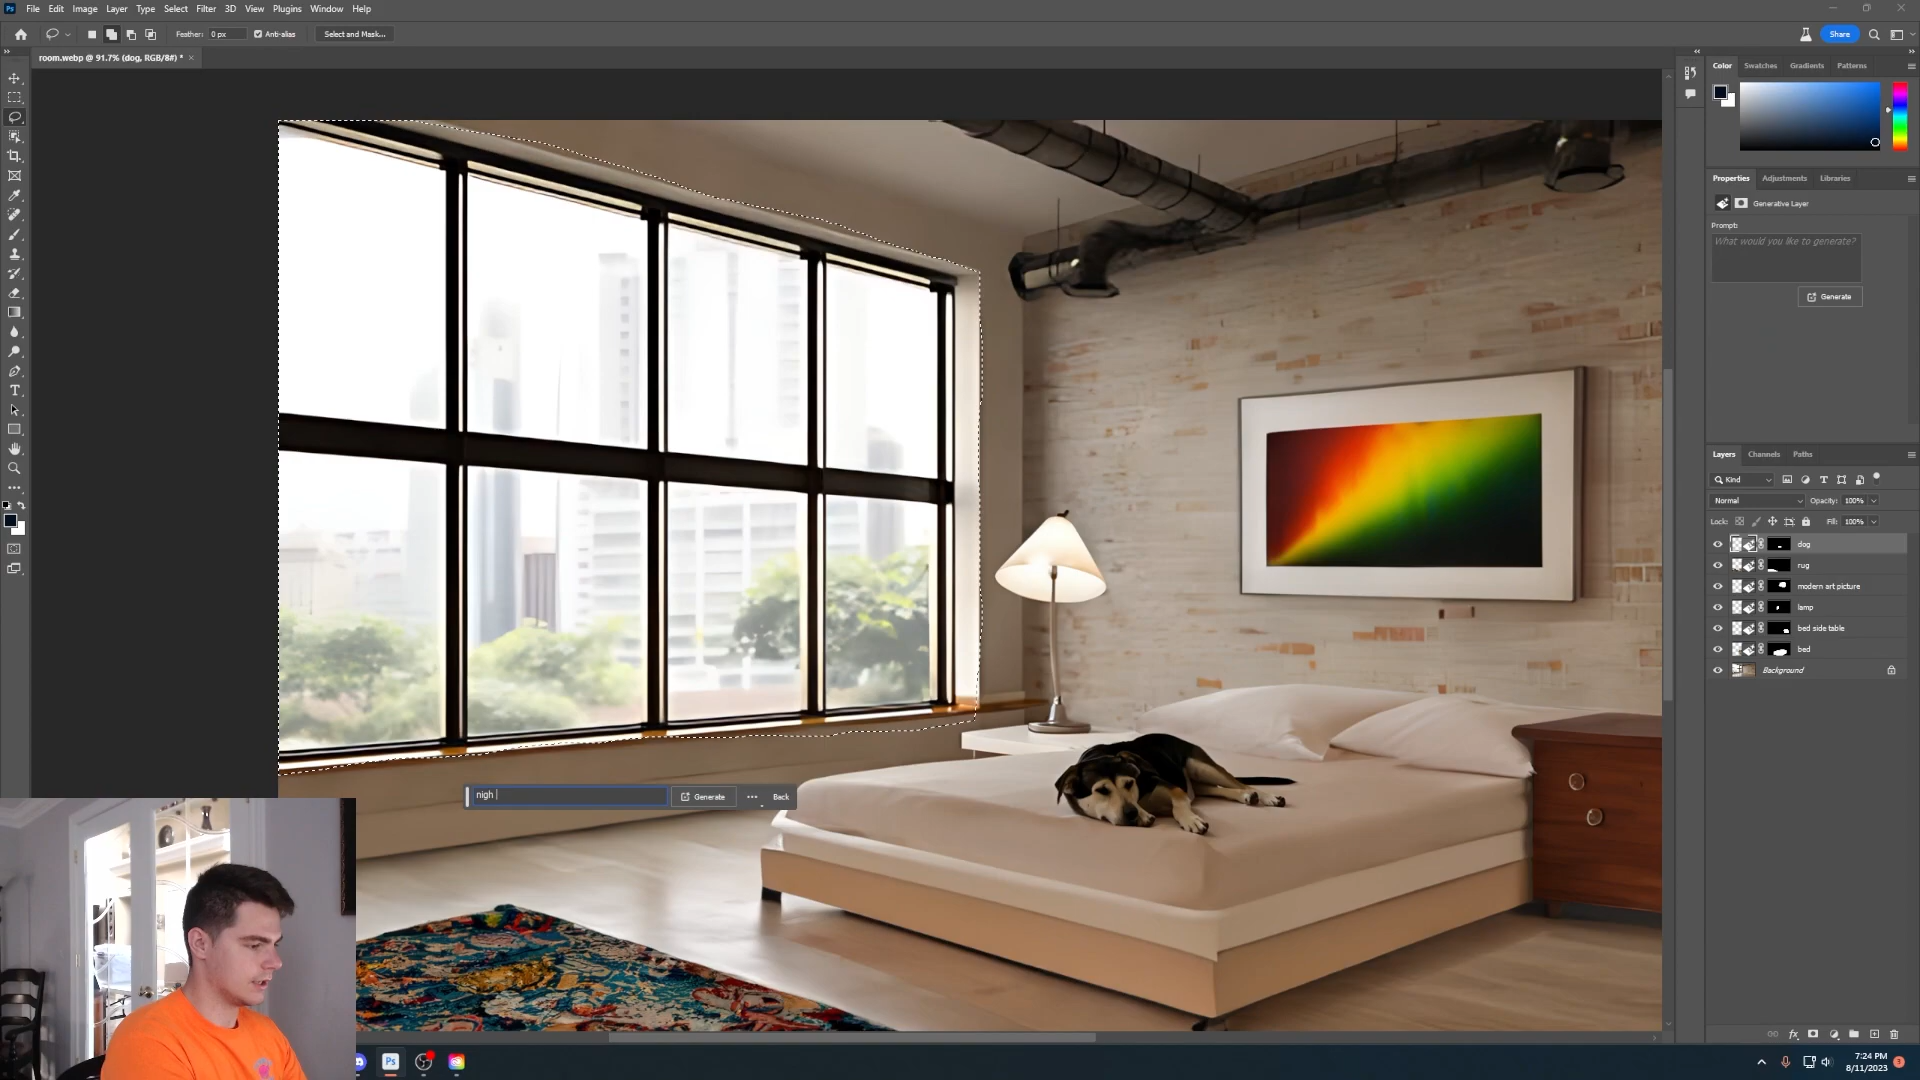 Ps File Edit Image Layer Type Select Filter 3D View Plugins Window Help
Feather: 0 px Anti-alias Select and Mask... Share
room.webp @ 91.7% (dog, RGB/8#) * ×
Color Swatches Gradients Patterns
Properties Adjustments Libraries
Generative Layer
Prompt:
What would you like to generate?
Generate
Layers Channels Paths
Kind
Normal Opacity: 100%
Lock: Fill: 100%
dog
rug
modern art picture
lamp
bed side table
bed
Background
nigh Generate ... Back
fx
Ps
7:24 PM
8/11/2023